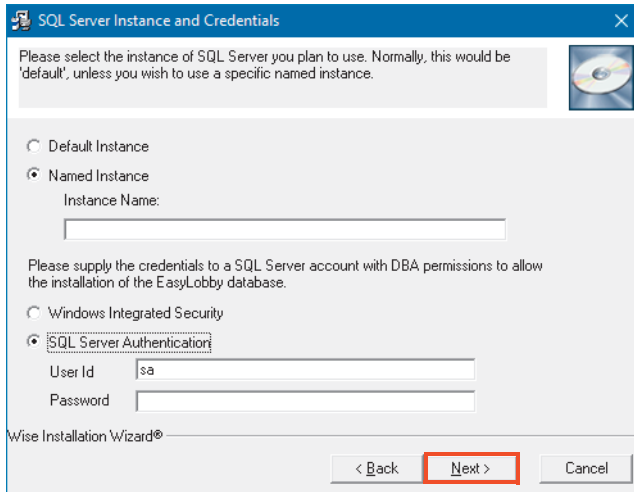 SQL Server Instance and Credentials
Please select the instance of SQL Server you plan to use. Normally, this would be
'default', unless you wish to use a specific named instance.
Default Instance
Named Instance
Instance Name:
Please supply the credentials to a SQL Server account with DBA permissions to allow
the installation of the EasyLobby database.
Windows Integrated Security
SQL Server Authentication
User Id sa
Password
Wise Installation Wizard®
< Back Next > Cancel